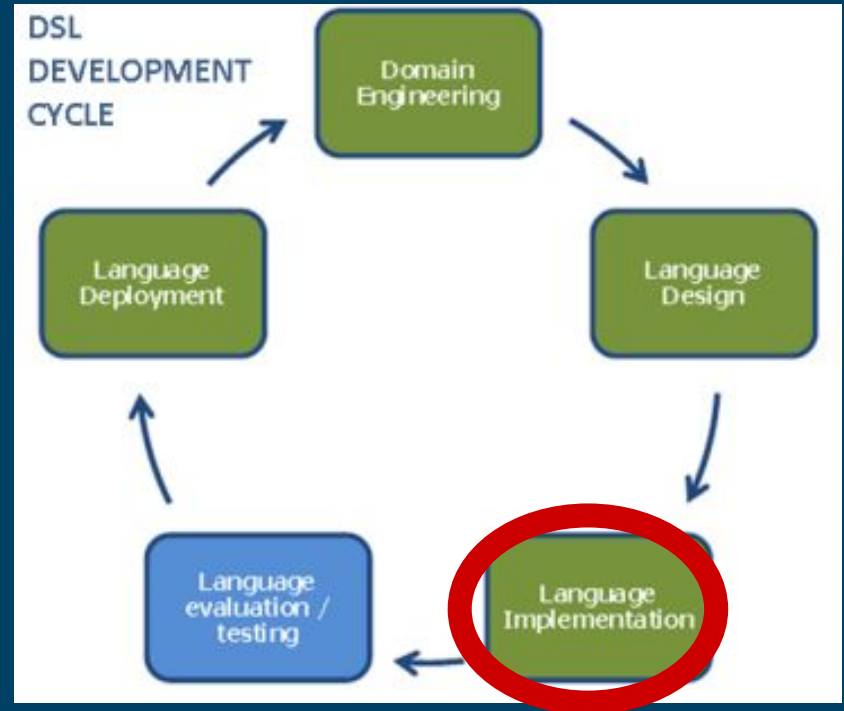 DSL
DEVELOPMENT
CYCLE
Domain
Engineering
Language
Design
Language
Implementation
Language
evaluation /
testing
Language
Deployment